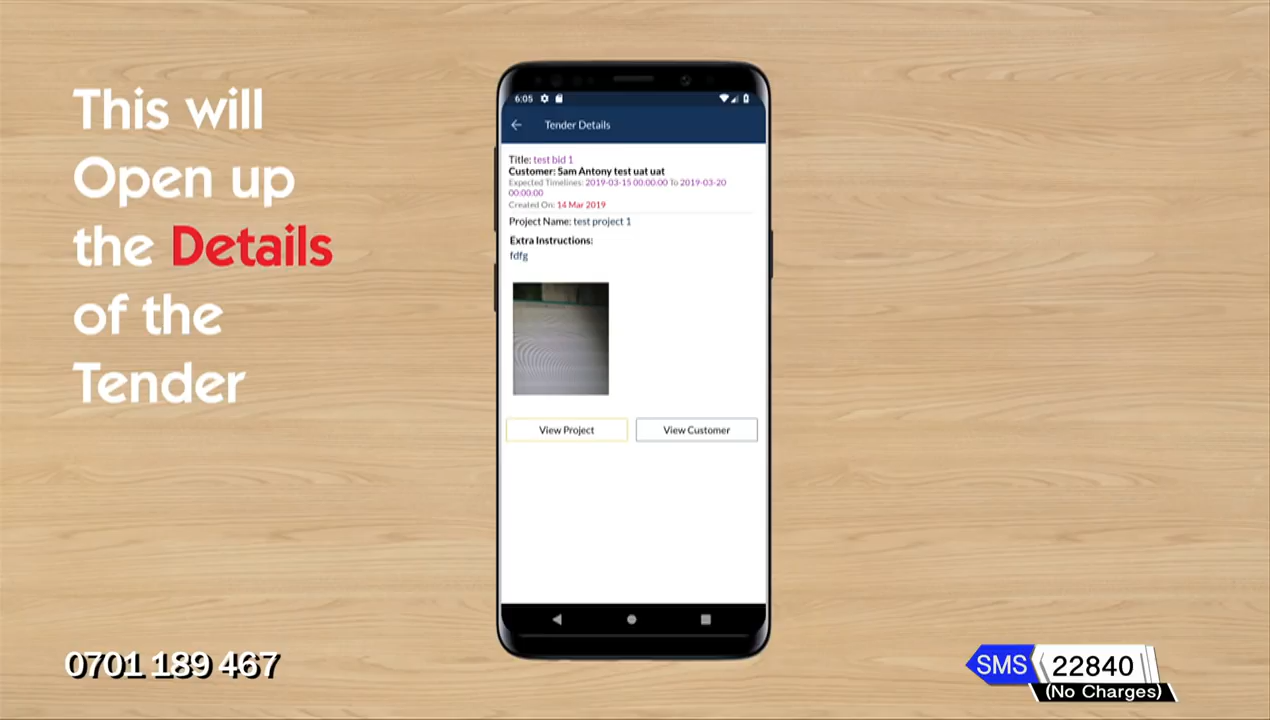 This will
Open up
the Details
of the
Tender
6:05
Tender Details
Title: test bid 1
Customer: Sam Antony test uat uat
Expected Timelines: 2019-03-15 00:00:00 To 2019-03-20
00:00:00
Created On: 14 Mar 2019
Project Name: test project 1
Extra Instructions:
fdfg
View Project
View Customer
0701 189 467
SMS 22840
(No Charges)